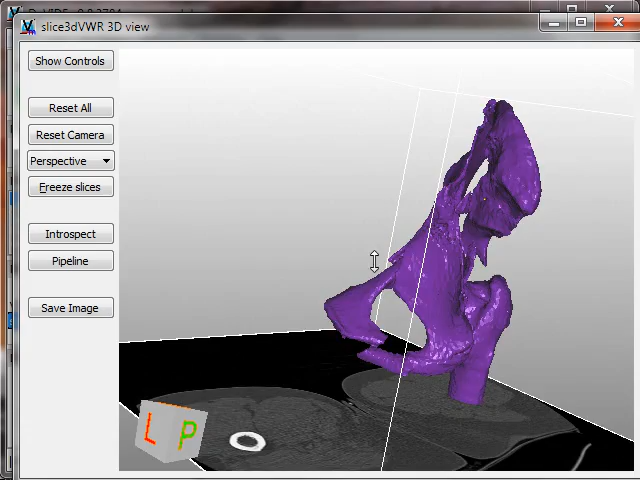 slice3dVWR 3D view
Show Controls
Reset All
Reset Camera
Perspective
Freeze slices
Introspect
Pipeline
Save Image
L P